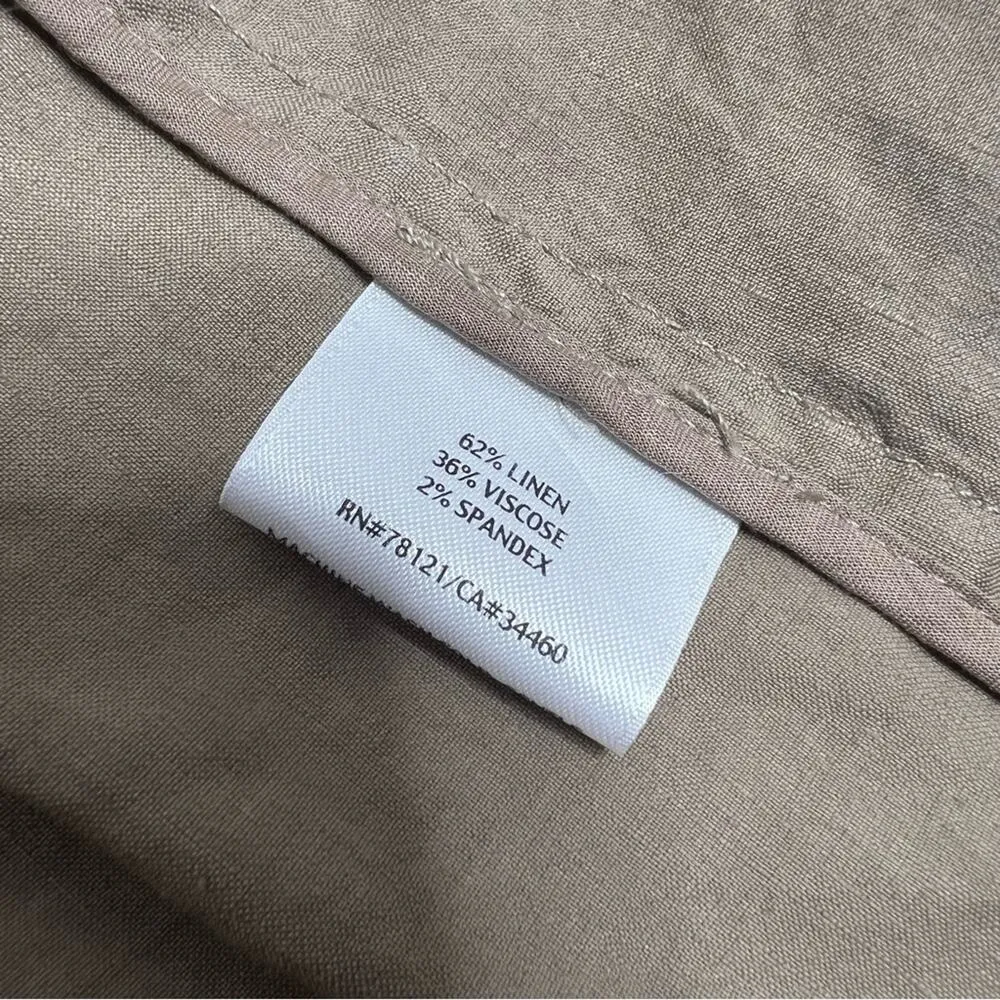 62% LINEN
36% VISCOSE
2% SPANDEX
RN#78121/CA#34460